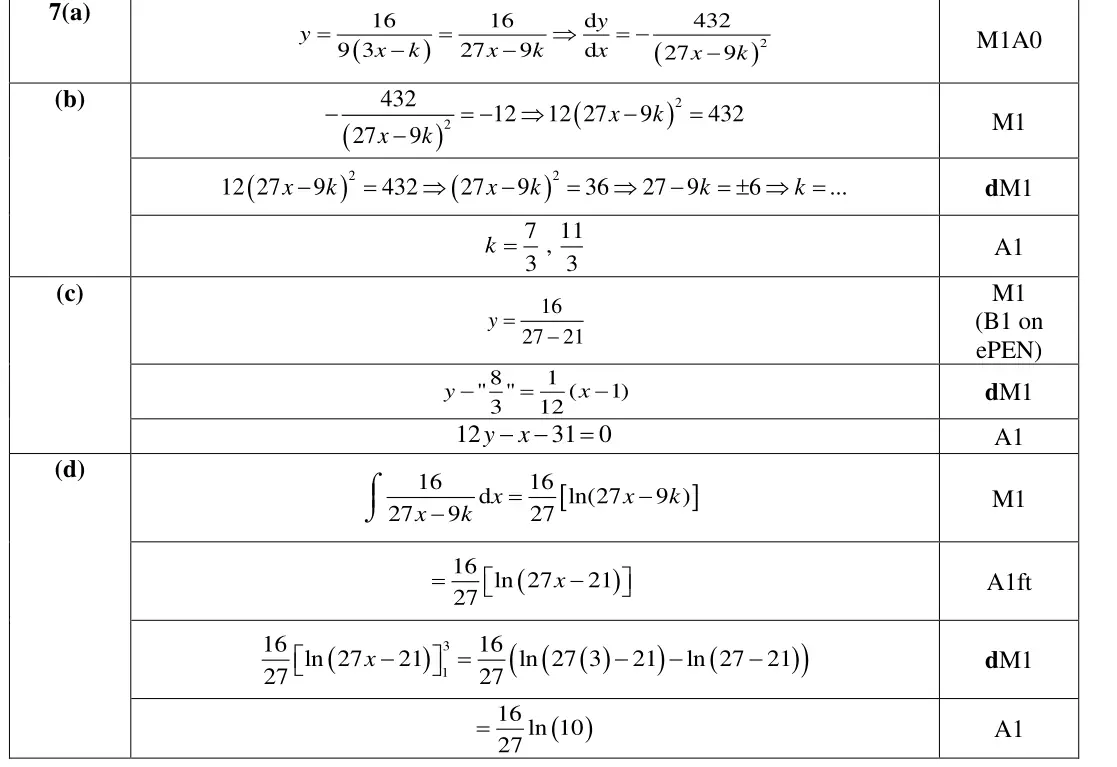 7(a) y = 16/(9(3x − k)) = 16/(27x − 9k) ⇒ dy/dx = −432/(27x − 9k)² M1A0
(b) −432/(27x − 9k)² = −12 ⇒ 12(27x − 9k)² = 432 M1
12(27x − 9k)² = 432 ⇒ (27x − 9k)² = 36 ⇒ 27 − 9k = ±6 ⇒ k = ... dM1
k = 7/3 , 11/3 A1
(c) y = 16/(27 − 21) M1
(B1 on
ePEN)
y − "8/3" = 1/12 (x − 1) dM1
12y − x − 31 = 0 A1
(d) ∫ 16/(27x − 9k) dx = 16/27 [ln(27x − 9k)] M1
= 16/27 [ln(27x − 21)] A1ft
16/27 [ln(27x − 21)]₁³ = 16/27 (ln(27(3) − 21) − ln(27 − 21)) dM1
= 16/27 ln(10) A1